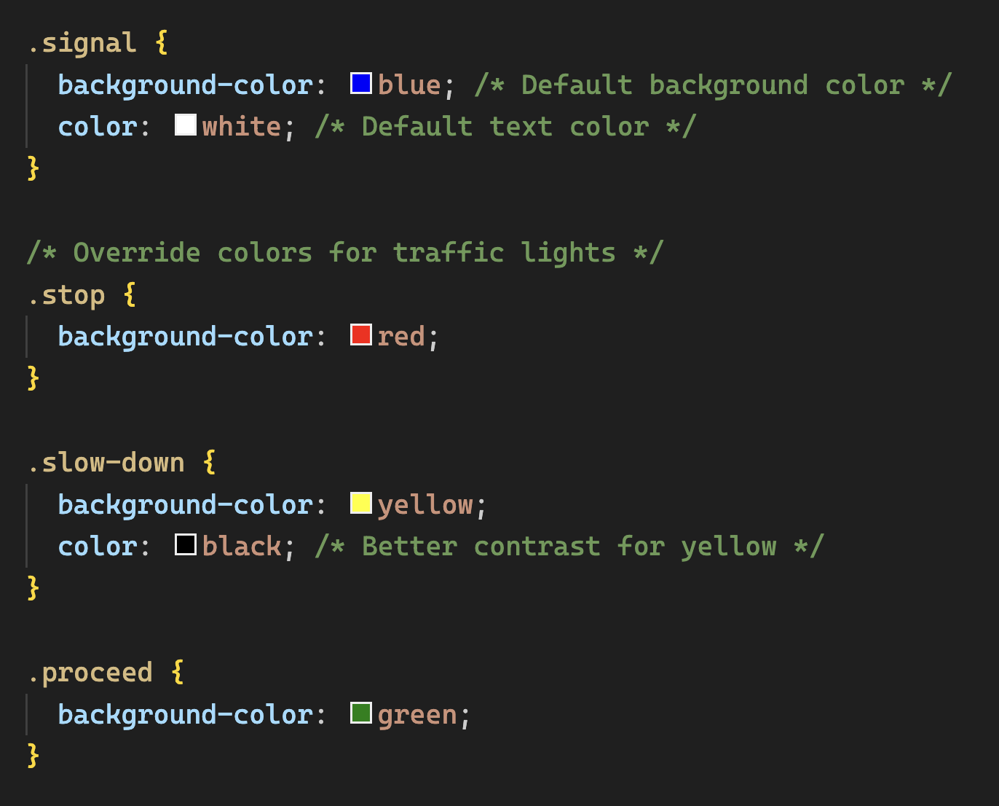 .signal {
  background-color: blue; /* Default background color */
  color: white; /* Default text color */
}

/* Override colors for traffic lights */
.stop {
  background-color: red;
}

.slow-down {
  background-color: yellow;
  color: black; /* Better contrast for yellow */
}

.proceed {
  background-color: green;
}